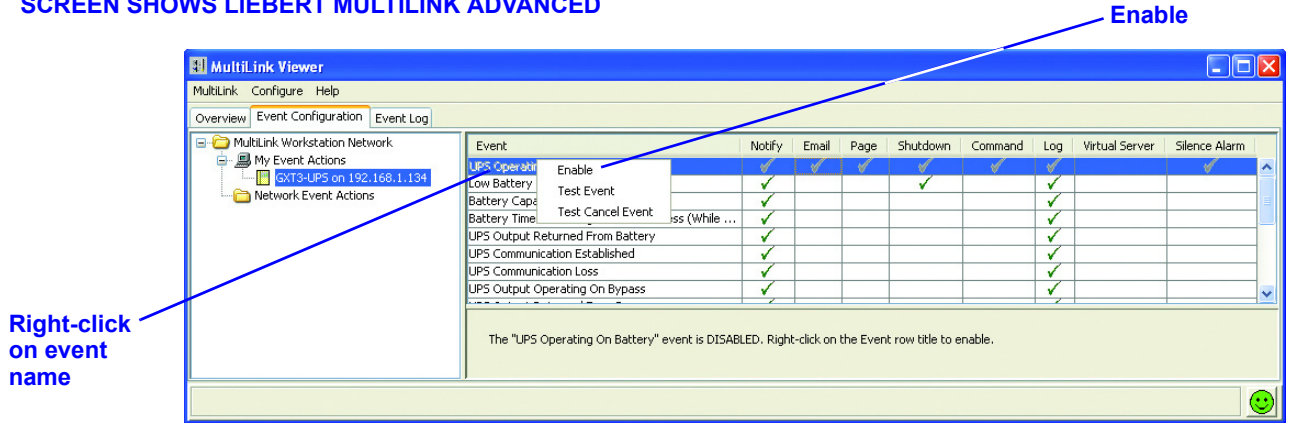 SCREEN SHOWS LIEBERT MULTILINK ADVANCED
Enable
MultiLink Viewer
MultiLink Configure Help
Overview Event Configuration Event Log
MultiLink Workstation Network
My Event Actions
GXT3-UPS on 192.168.1.134
Network Event Actions
Event Notify Email Page Shutdown Command Log Virtual Server Silence Alarm
UPS Operatin
Enable
Low Battery
Test Event
Battery Capa
Test Cancel Event
Battery Time ess (While ...
UPS Output Returned From Battery
UPS Communication Established
UPS Communication Loss
UPS Output Operating On Bypass
Right-click
on event
name
The "UPS Operating On Battery" event is DISABLED. Right-click on the Event row title to enable.